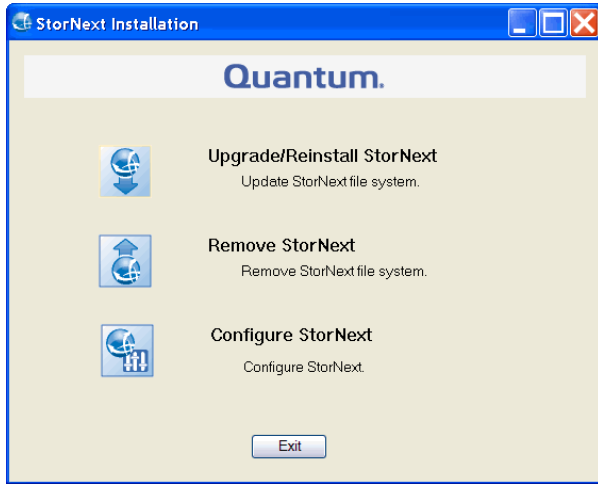 StorNext Installation
Quantum.
Upgrade/Reinstall StorNext
Update StorNext file system.
Remove StorNext
Remove StorNext file system.
Configure StorNext
Configure StorNext.
Exit